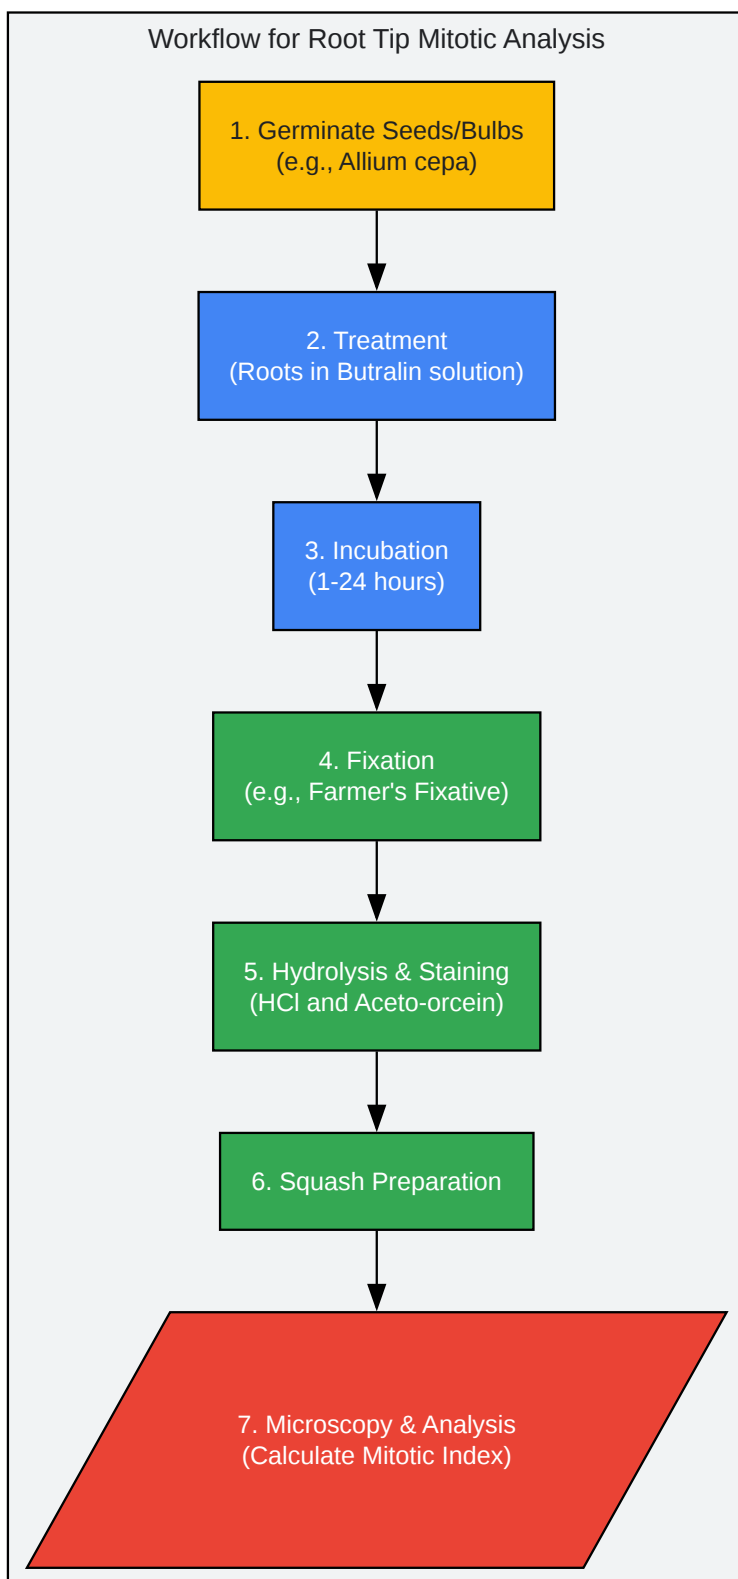 Workflow for Root Tip Mitotic Analysis
1. Germinate Seeds/Bulbs
(e.g., Allium cepa)
2. Treatment
(Roots in Butralin solution)
3. Incubation
(1-24 hours)
4. Fixation
(e.g., Farmer's Fixative)
5. Hydrolysis & Staining
(HCl and Aceto-orcein)
6. Squash Preparation
7. Microscopy & Analysis
(Calculate Mitotic Index)